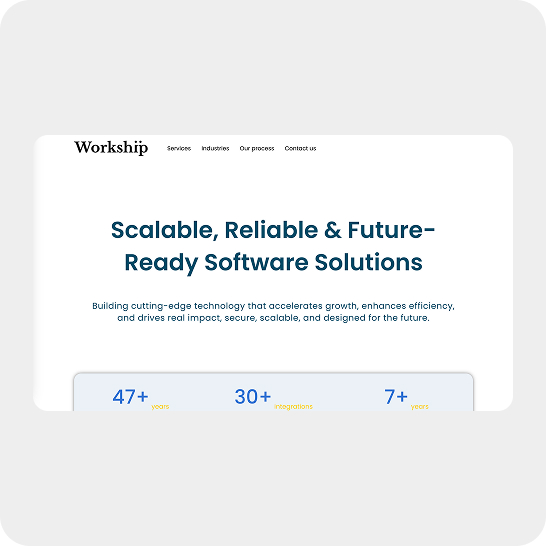 Workship Services Industries Our process Contact us
Scalable, Reliable & Future-
Ready Software Solutions
Building cutting-edge technology that accelerates growth, enhances efficiency,
and drives real impact, secure, scalable, and designed for the future.
47+ years 30+ integrations 7+ years